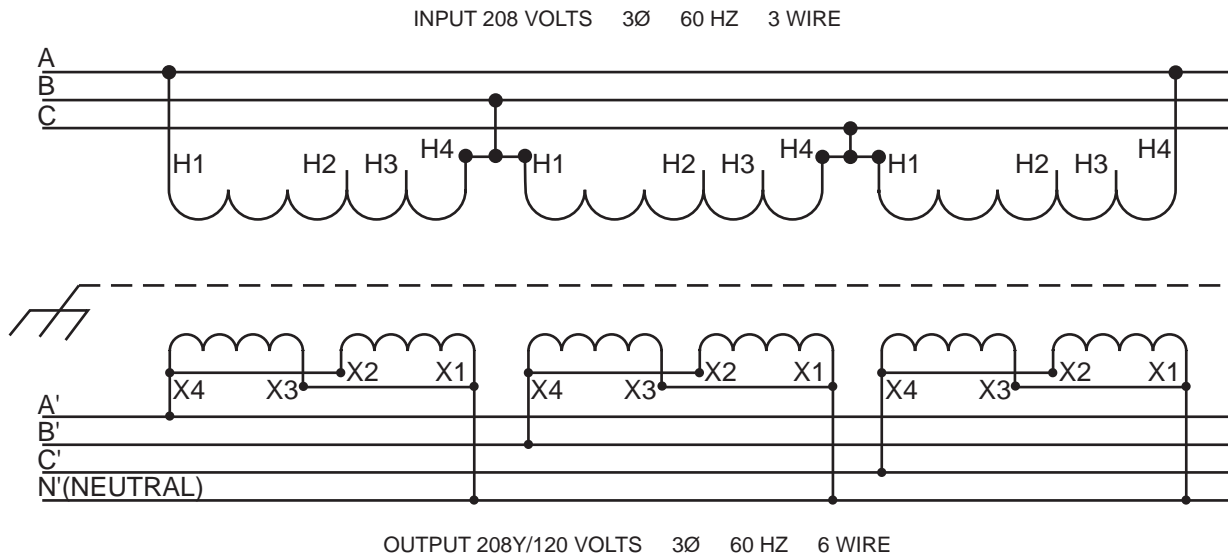 INPUT 208 VOLTS 3Ø 60 HZ 3 WIRE
A
B
C
H1 H2 H3 H4 H1 H2 H3 H4 H1 H2 H3 H4
X4 X3 X2 X1 X4 X3 X2 X1 X4 X3 X2 X1
A'
B'
C'
N'(NEUTRAL)
OUTPUT 208Y/120 VOLTS 3Ø 60 HZ 6 WIRE